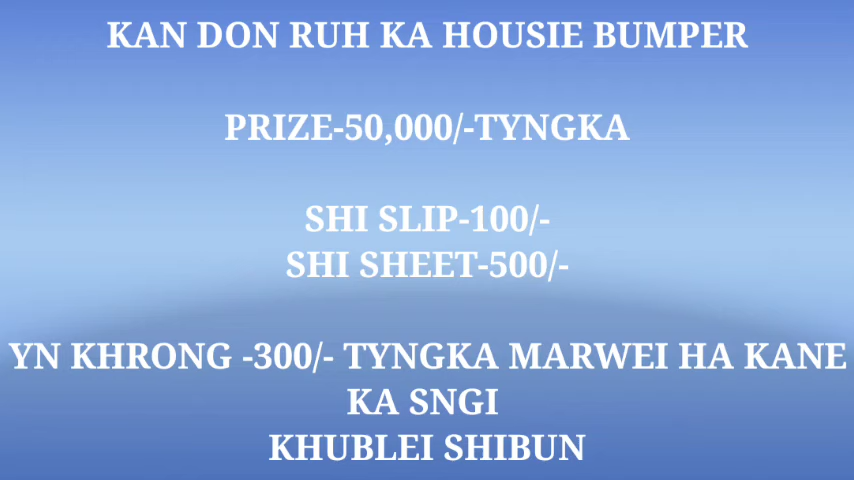 KAN DON RUH KA HOUSIE BUMPER
PRIZE-50,000/-TYNGKA
SHI SLIP-100/-
SHI SHEET-500/-
YN KHRONG -300/- TYNGKA MARWEI HA KANE
KA SNGI
KHUBLEI SHIBUN